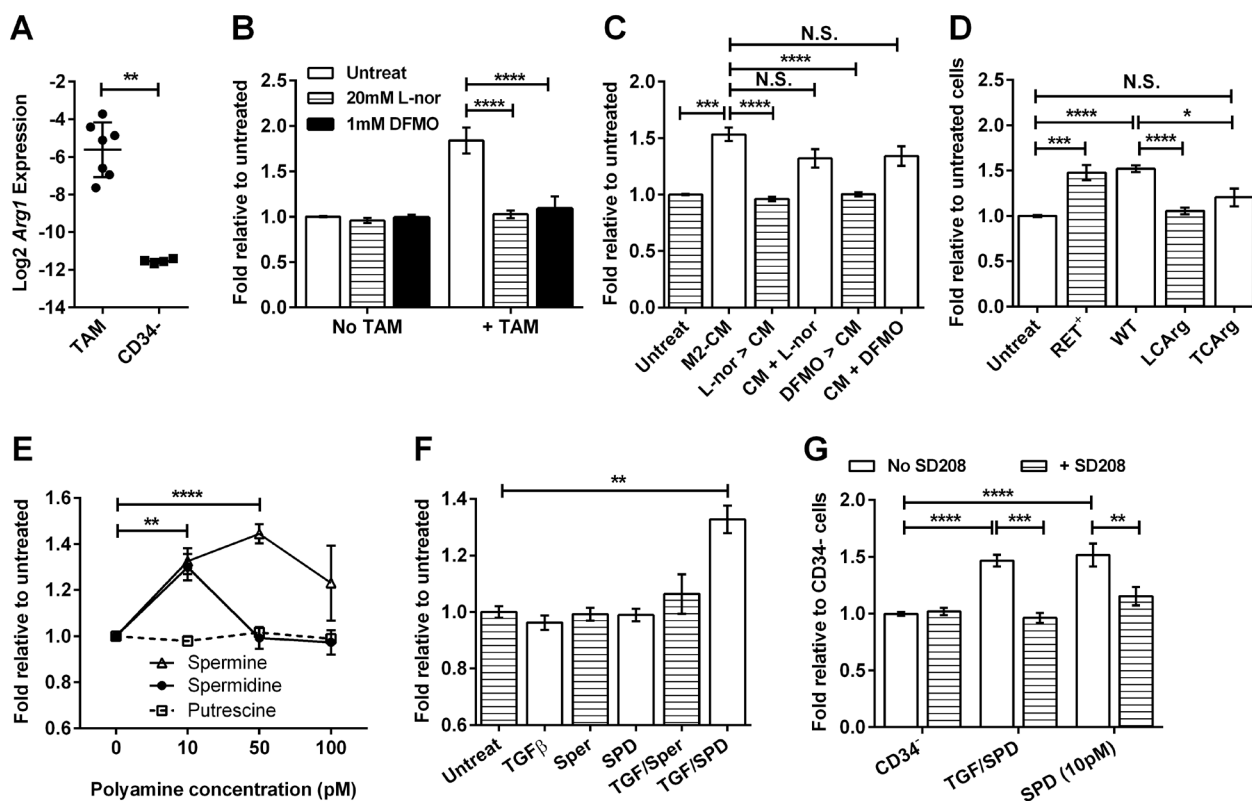 A
Log2 Arg1 Expression
-2
-4
-6
-8
-10
-12
-14
**
TAM
CD34-
B
Fold relative to untreated
2.5
2.0
1.5
1.0
0.5
0.0
Untreat
20mM L-nor
1mM DFMO
****
****
No TAM
+ TAM
C
Fold relative to untreated
2.0
1.5
1.0
0.5
0.0
N.S.
****
N.S.
***
****
Untreat
M2-CM
L-nor > CM
CM + L-nor
DFMO > CM
CM + DFMO
D
Fold relative to untreated cells
2.5
2.0
1.5
1.0
0.5
0.0
N.S.
****
*
***
****
Untreat
RET+
WT
LCArg
TCArg
E
Fold relative to untreated
1.6
1.4
1.2
1.0
0.8
0.6
****
**
Spermine
Spermidine
Putrescine
0
10
50
100
Polyamine concentration (pM)
F
Fold relative to untreated
1.4
1.2
1.0
0.8
0.6
**
Untreat
TGFβ
Sper
SPD
TGF/Sper
TGF/SPD
G
No SD208
+ SD208
Fold relative to CD34- cells
2.0
1.5
1.0
0.5
0.0
****
****
***
**
CD34-
TGF/SPD
SPD (10pM)